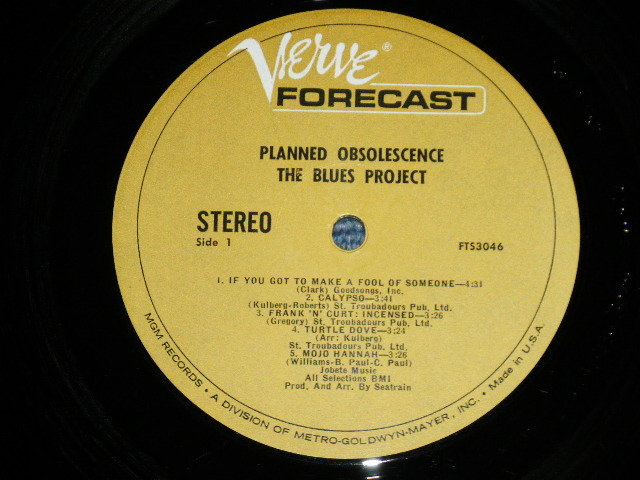 Verve®
FORECAST
PLANNED OBSOLESCENCE
THE BLUES PROJECT
STEREO
Side 1
FTS3046
1. IF YOU GOT TO MAKE A FOOL OF SOMEONE—4:31
(Clark) Goodsongs, Inc.
2. CALYPSO—3:41
(Kulberg-Roberts) St. Troubadours Pub. Ltd.
3. FRANK 'N' CURT: INCENSED—3:26
(Gregory) St. Troubadours Pub. Ltd.
4. TURTLE DOVE—3:24
(Arr: Kulberg)
St. Troubadours Pub. Ltd.
5. MOJO HANNAH—3:26
(Williams-B. Paul-C. Paul)
Jobete Music
All Selections BMI
Prod. And Arr. By Seatrain
MGM RECORDS • A DIVISION OF METRO-GOLDWYN-MAYER, INC. • Made in U.S.A.